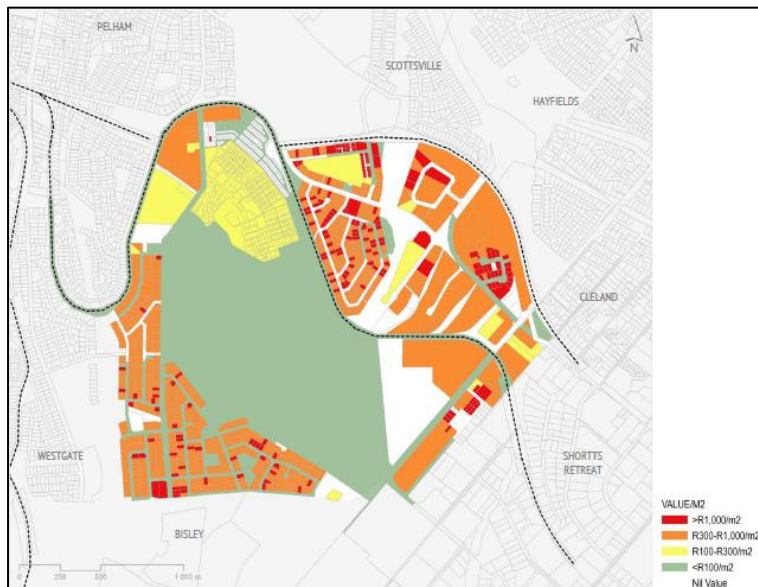 PELHAM
N
SCOTTSVILLE
HAYFIELDS
CLELAND
WESTGATE
SHORTTS
RETREAT
BISLEY
0 250 500 1 000 m
VALUE/M2
>R1,000/m2
R300-R1,000/m2
R100-R300/m2
<R100/m2
Nil Value